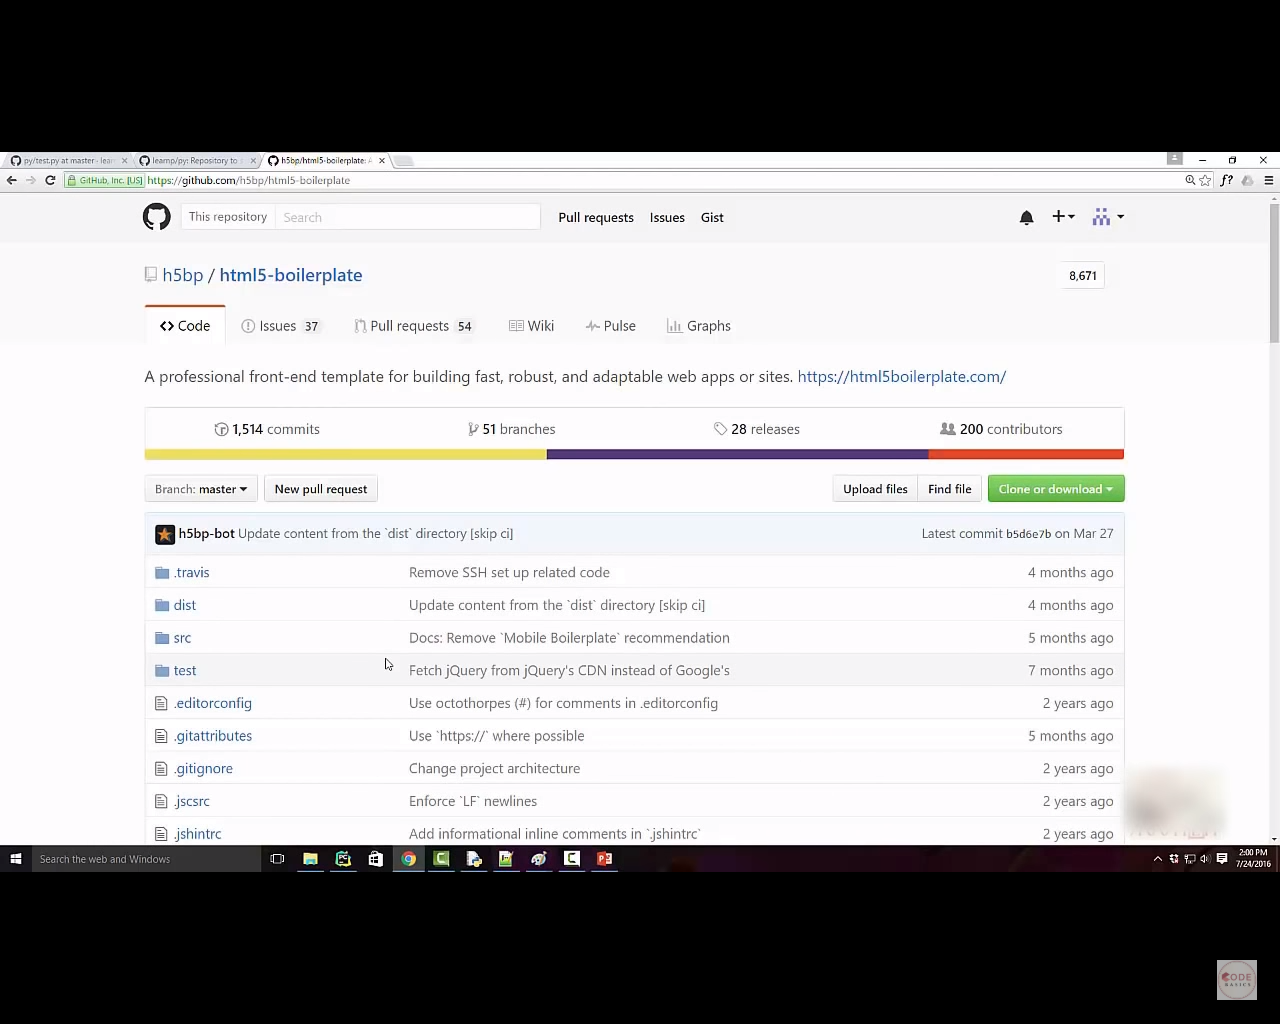 py/test.py at master · lear
learnp/py: Repository to
h5bp/html5-boilerplate: A
GitHub, Inc. [US] https://github.com/h5bp/html5-boilerplate
This repository Search Pull requests Issues Gist
h5bp / html5-boilerplate 8,671
Code Issues 37 Pull requests 54 Wiki Pulse Graphs
A professional front-end template for building fast, robust, and adaptable web apps or sites. https://html5boilerplate.com/
1,514 commits 51 branches 28 releases 200 contributors
Branch: master New pull request Upload files Find file Clone or download
h5bp-bot Update content from the `dist` directory [skip ci] Latest commit b5d6e7b on Mar 27
.travis Remove SSH set up related code 4 months ago
dist Update content from the `dist` directory [skip ci] 4 months ago
src Docs: Remove `Mobile Boilerplate` recommendation 5 months ago
test Fetch jQuery from jQuery's CDN instead of Google's 7 months ago
.editorconfig Use octothorpes (#) for comments in .editorconfig 2 years ago
.gitattributes Use `https://` where possible 5 months ago
.gitignore Change project architecture 2 years ago
.jscsrc Enforce `LF` newlines 2 years ago
.jshintrc Add informational inline comments in `.jshintrc` 2 years ago
Search the web and Windows 2:00 PM
7/24/2016
CODE
BASICS